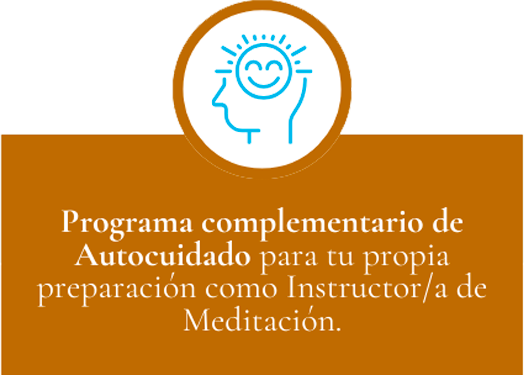 Programa complementario de
Autocuidado para tu propia
preparación como Instructor/a de
Meditación.